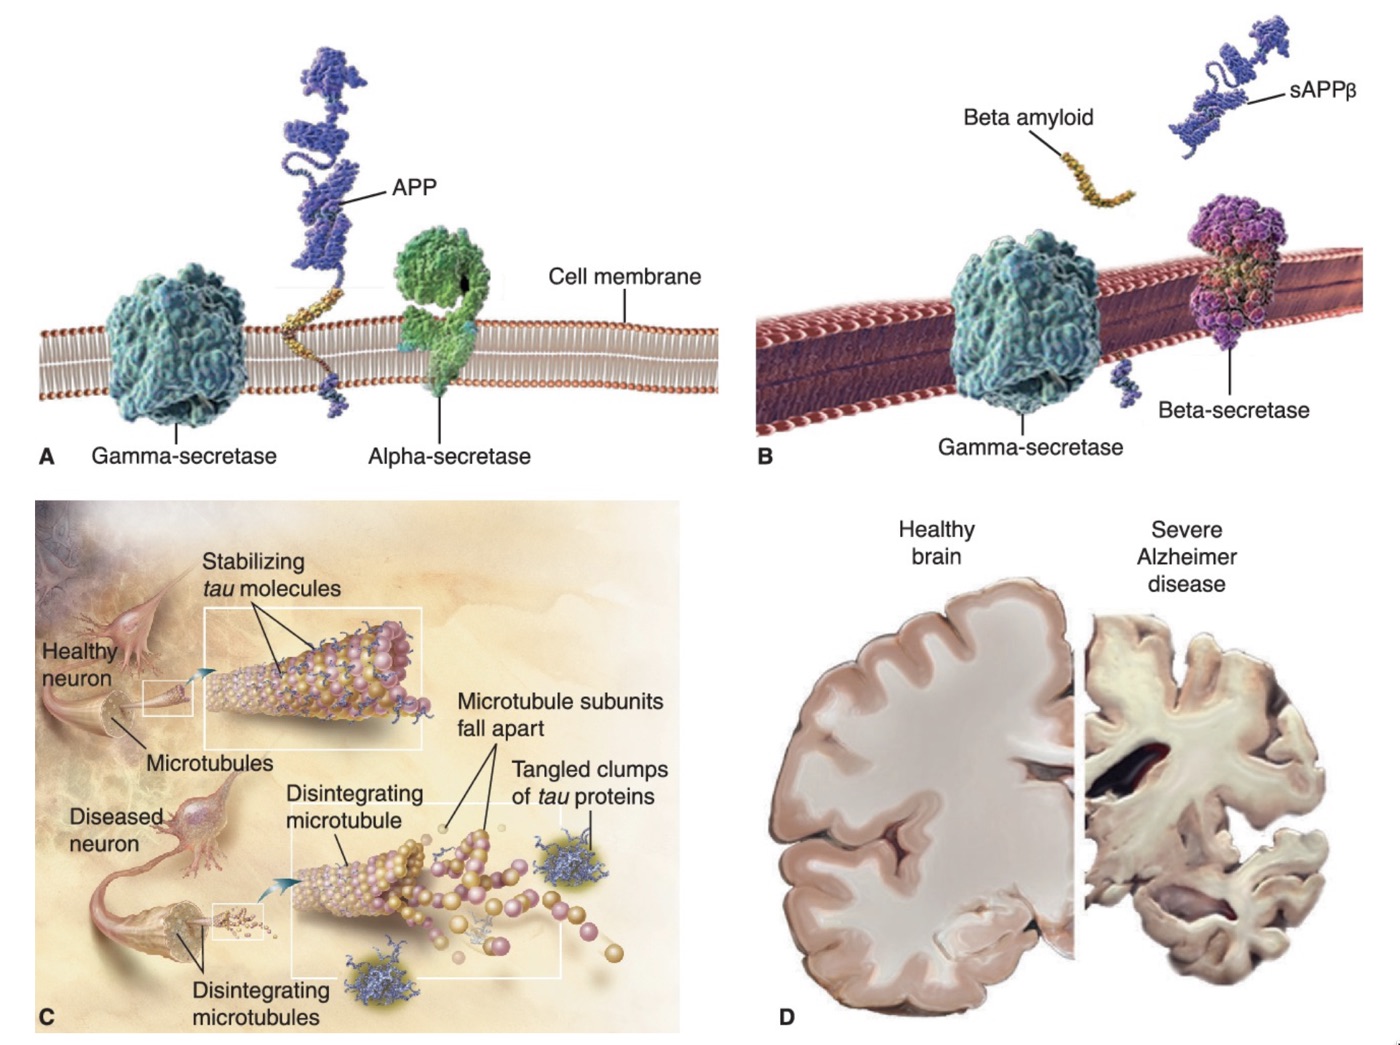 APP
Cell membrane
Gamma-secretase
Alpha-secretase
A
sAPPβ
Beta amyloid
Beta-secretase
Gamma-secretase
B
Stabilizing
tau molecules
Healthy
neuron
Microtubules
Microtubule subunits
fall apart
Tangled clumps
of tau proteins
Disintegrating
microtubule
Diseased
neuron
Disintegrating
microtubules
C
Healthy
brain
Severe
Alzheimer
disease
D